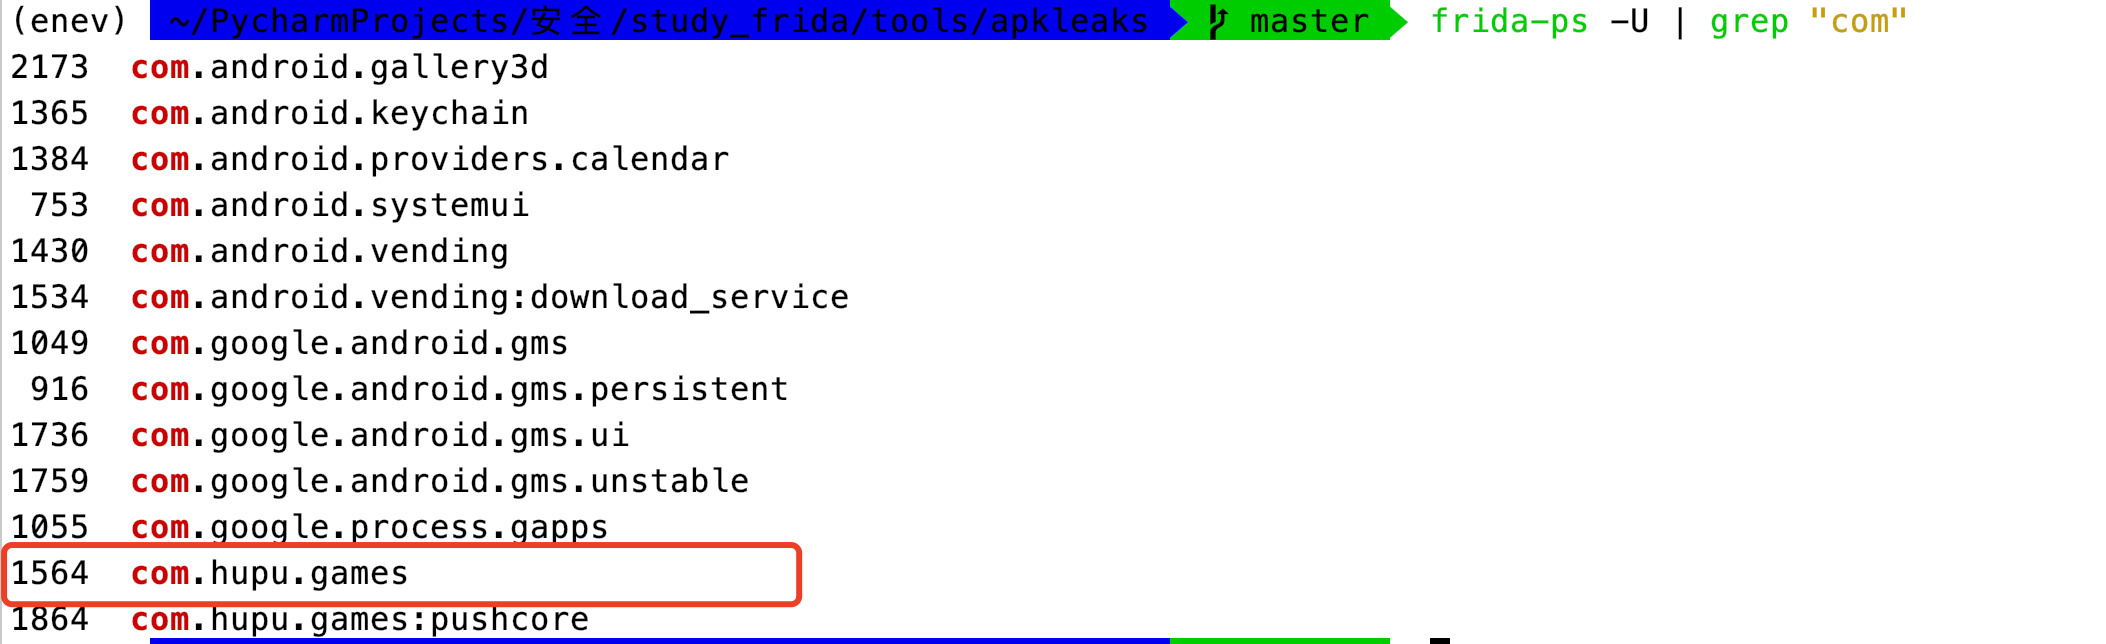 (enev) ~/PycharmProjects/安全/study_frida/tools/apkleaks master frida-ps -U | grep "com"
2173 com.android.gallery3d
1365 com.android.keychain
1384 com.android.providers.calendar
753 com.android.systemui
1430 com.android.vending
1534 com.android.vending:download_service
1049 com.google.android.gms
916 com.google.android.gms.persistent
1736 com.google.android.gms.ui
1759 com.google.android.gms.unstable
1055 com.google.process.gapps
1564 com.hupu.games
1864 com.hupu.games:pushcore